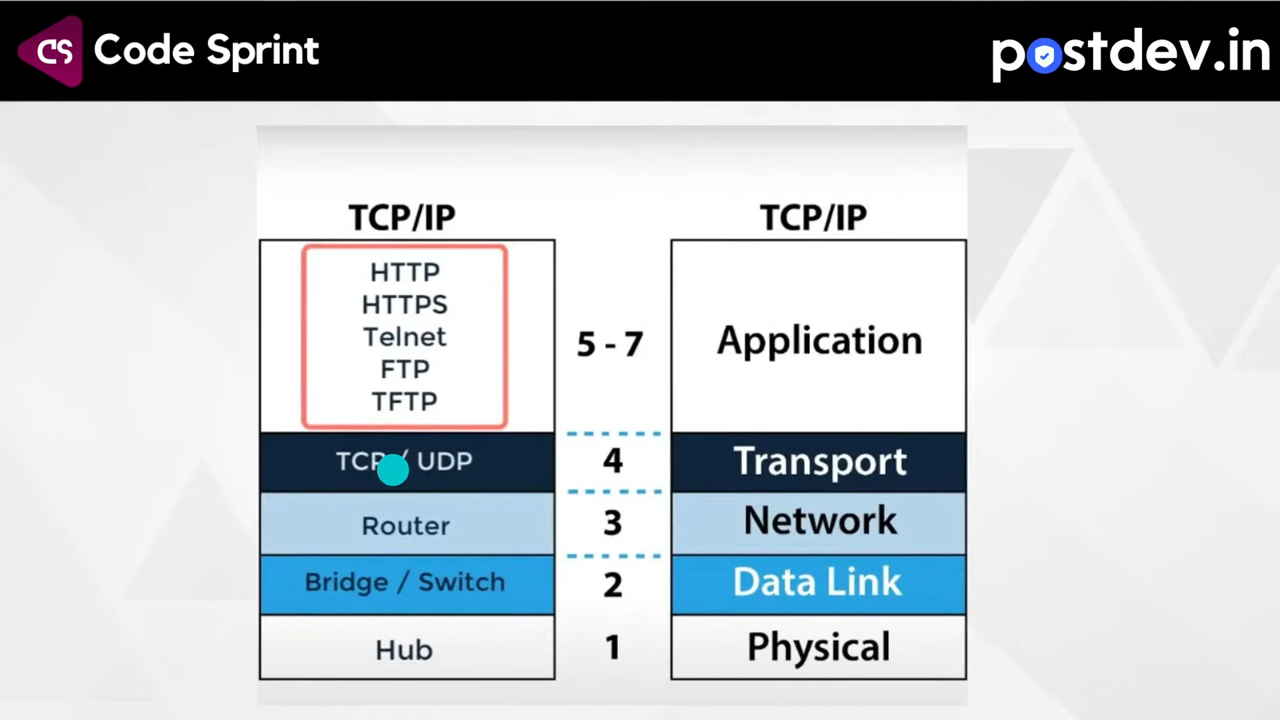 CS Code Sprint
postdev.in
TCP/IP
TCP/IP
HTTP
HTTPS
Telnet
FTP
TFTP
5 - 7
Application
TCP / UDP
4
Transport
Router
3
Network
Bridge / Switch
2
Data Link
Hub
1
Physical